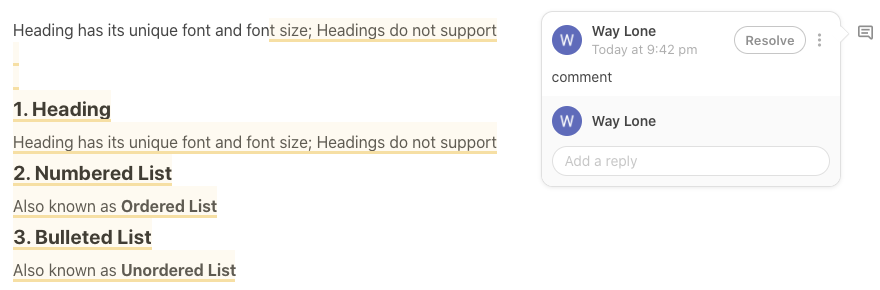 Heading has its unique font and font size; Headings do not support
1. Heading
Heading has its unique font and font size; Headings do not support
2. Numbered List
Also known as Ordered List
3. Bulleted List
Also known as Unordered List
W
Way Lone
Today at 9:42 pm
Resolve
comment
W
Way Lone
Add a reply